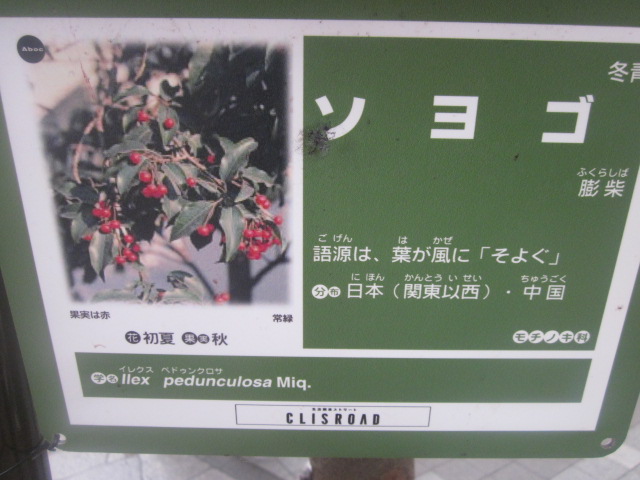 Aboc
冬青
ソヨゴ
ふくらしば
膨柴
ごげん は かぜ
語源は、葉が風に「そよぐ」
にほん かんとういせい ちゅうごく
分布 日本(関東以西)・中国
果実は赤 常緑
花 初夏 果実 秋
モチノキ科
イレクス ペドゥンクロサ
学名 Ilex pedunculosa Miq.
CLISROAD